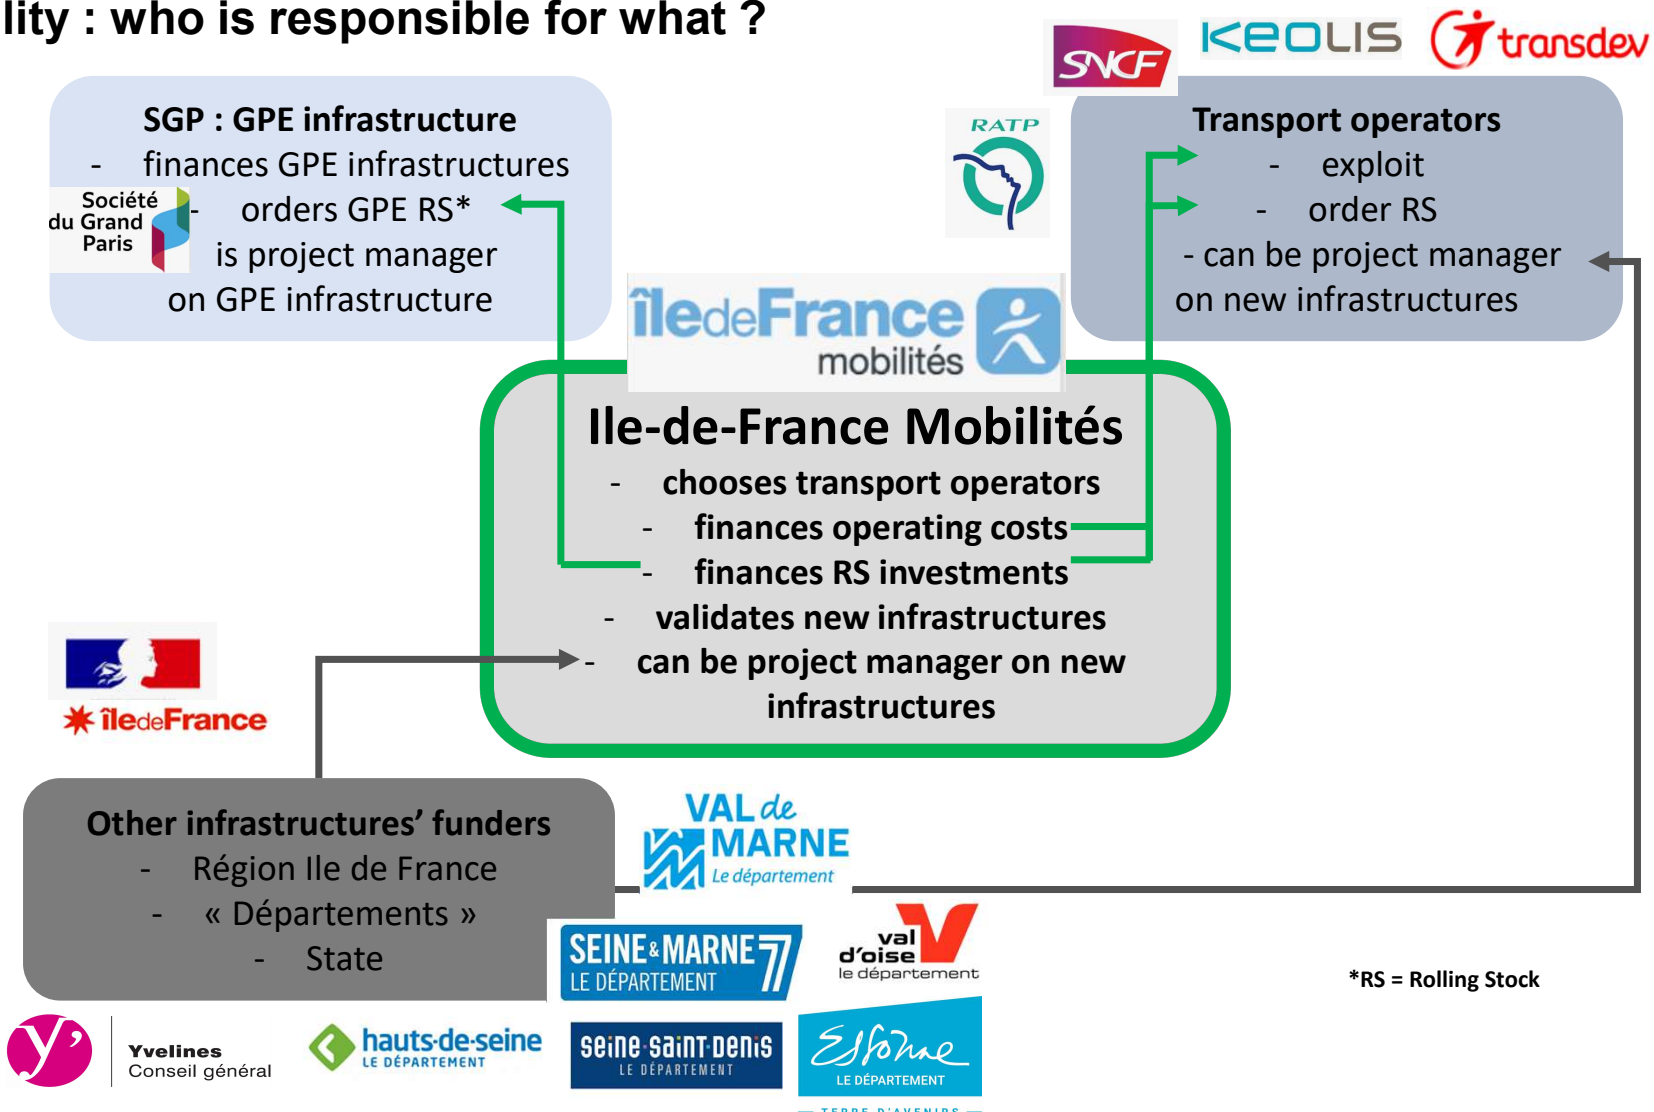 lity : who is responsible for what ?
SNCF
KEOLIS
transdev
RATP
SGP : GPE infrastructure
- finances GPE infrastructures
- orders GPE RS*
is project manager
on GPE infrastructure
Société
du Grand
Paris
Transport operators
- exploit
- order RS
- can be project manager
on new infrastructures
îledeFrance
mobilités
Ile-de-France Mobilités
- chooses transport operators
- finances operating costs
- finances RS investments
- validates new infrastructures
- can be project manager on new
infrastructures
îledeFrance
Other infrastructures’ funders
- Région Ile de France
- « Départements »
- State
VAL de
MARNE
Le département
SEINE & MARNE 77
LE DÉPARTEMENT
val
d'oise
le département
*RS = Rolling Stock
y'
Yvelines
Conseil général
hauts-de-seine
LE DÉPARTEMENT
seine-saint-denis
LE DÉPARTEMENT
Essonne
LE DÉPARTEMENT
— TERRE D'AVENIRS —